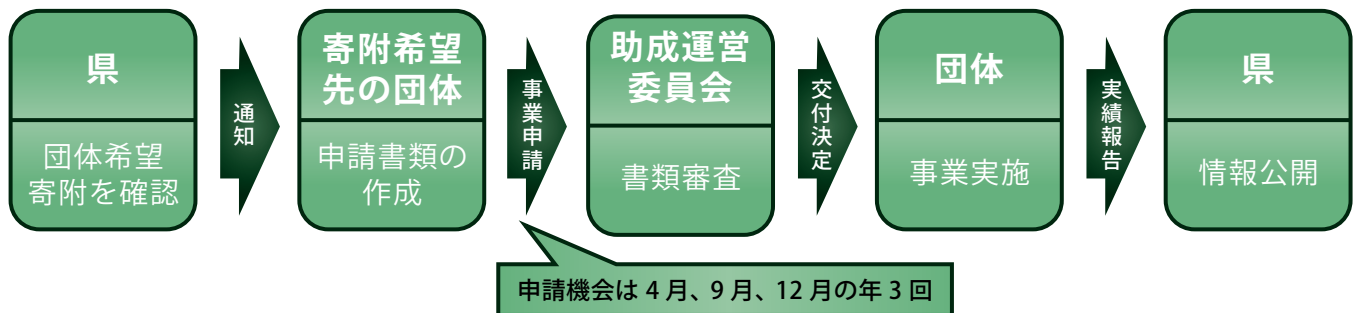 県
団体希望
寄附を確認
通知
寄附希望
先の団体
申請書類の
作成
事業申請
助成運営
委員会
書類審査
交付決定
団体
事業実施
実績報告
県
情報公開
申請機会は4月、9月、12月の年3回